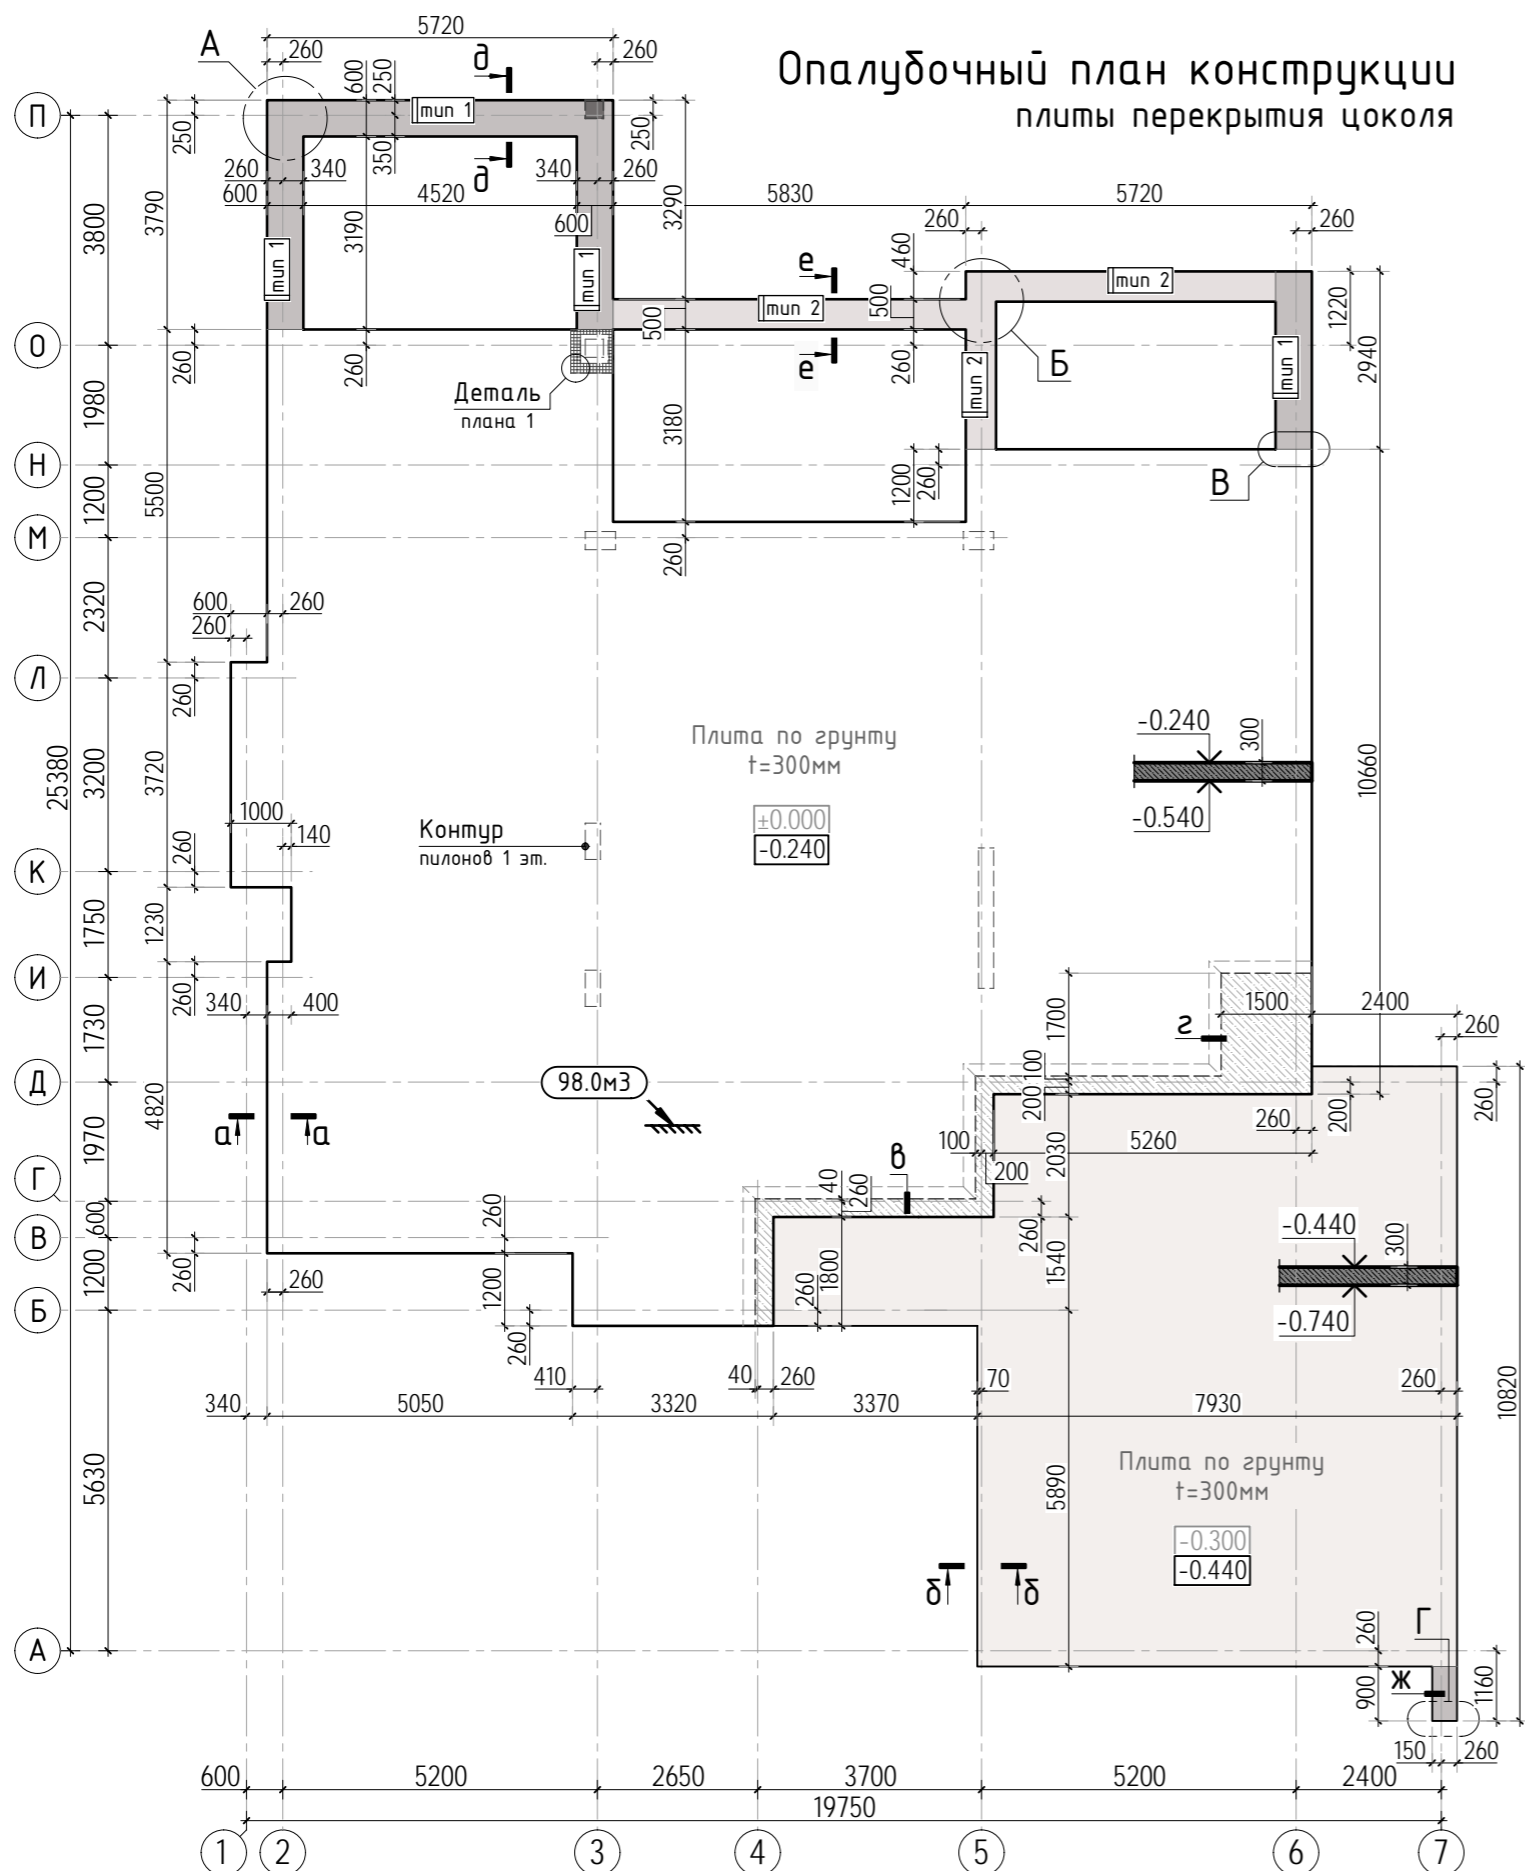 Опалубочный план конструкции
плиты перекрытия цоколя
5720
А
260
д
260
600
250
П
тип 1
250
250
350
д
260
340
340
260
3790
3800
600
4520
5830
5720
3190
600
3290
260
260
тип 1
тип 1
е
460
тип 2
тип 2
500
500
1220
О
260
260
е
260
тип 2
Б
тип 1
2940
Деталь
плана 1
1980
3180
Н
1200
260
В
5500
1200
М
260
600
260
2320
260
Л
260
Плита по грунту
t=300мм
-0.240
300
25380
3200
3720
10660
±0.000
-0.240
-0.540
1000
Контур
пилонов 1 эт.
140
260
К
1750
1230
И
260
340
400
1700
1500
2400
г
260
1730
98.0м3
100
Д
200
260
200
260
4820
а
а
1970
100
5260
2030
в
200
Г
40
260
600
260
260
-0.440
300
В
1540
260
260
1200
1200
260
1800
Б
260
-0.740
410
40
260
70
260
340
5050
3320
3370
7930
10820
5630
Плита по грунту
t=300мм
5890
-0.300
-0.440
б
б
260
Г
А
ж
900
1160
150
260
600
5200
2650
3700
5200
2400
19750
1
2
3
4
5
6
7